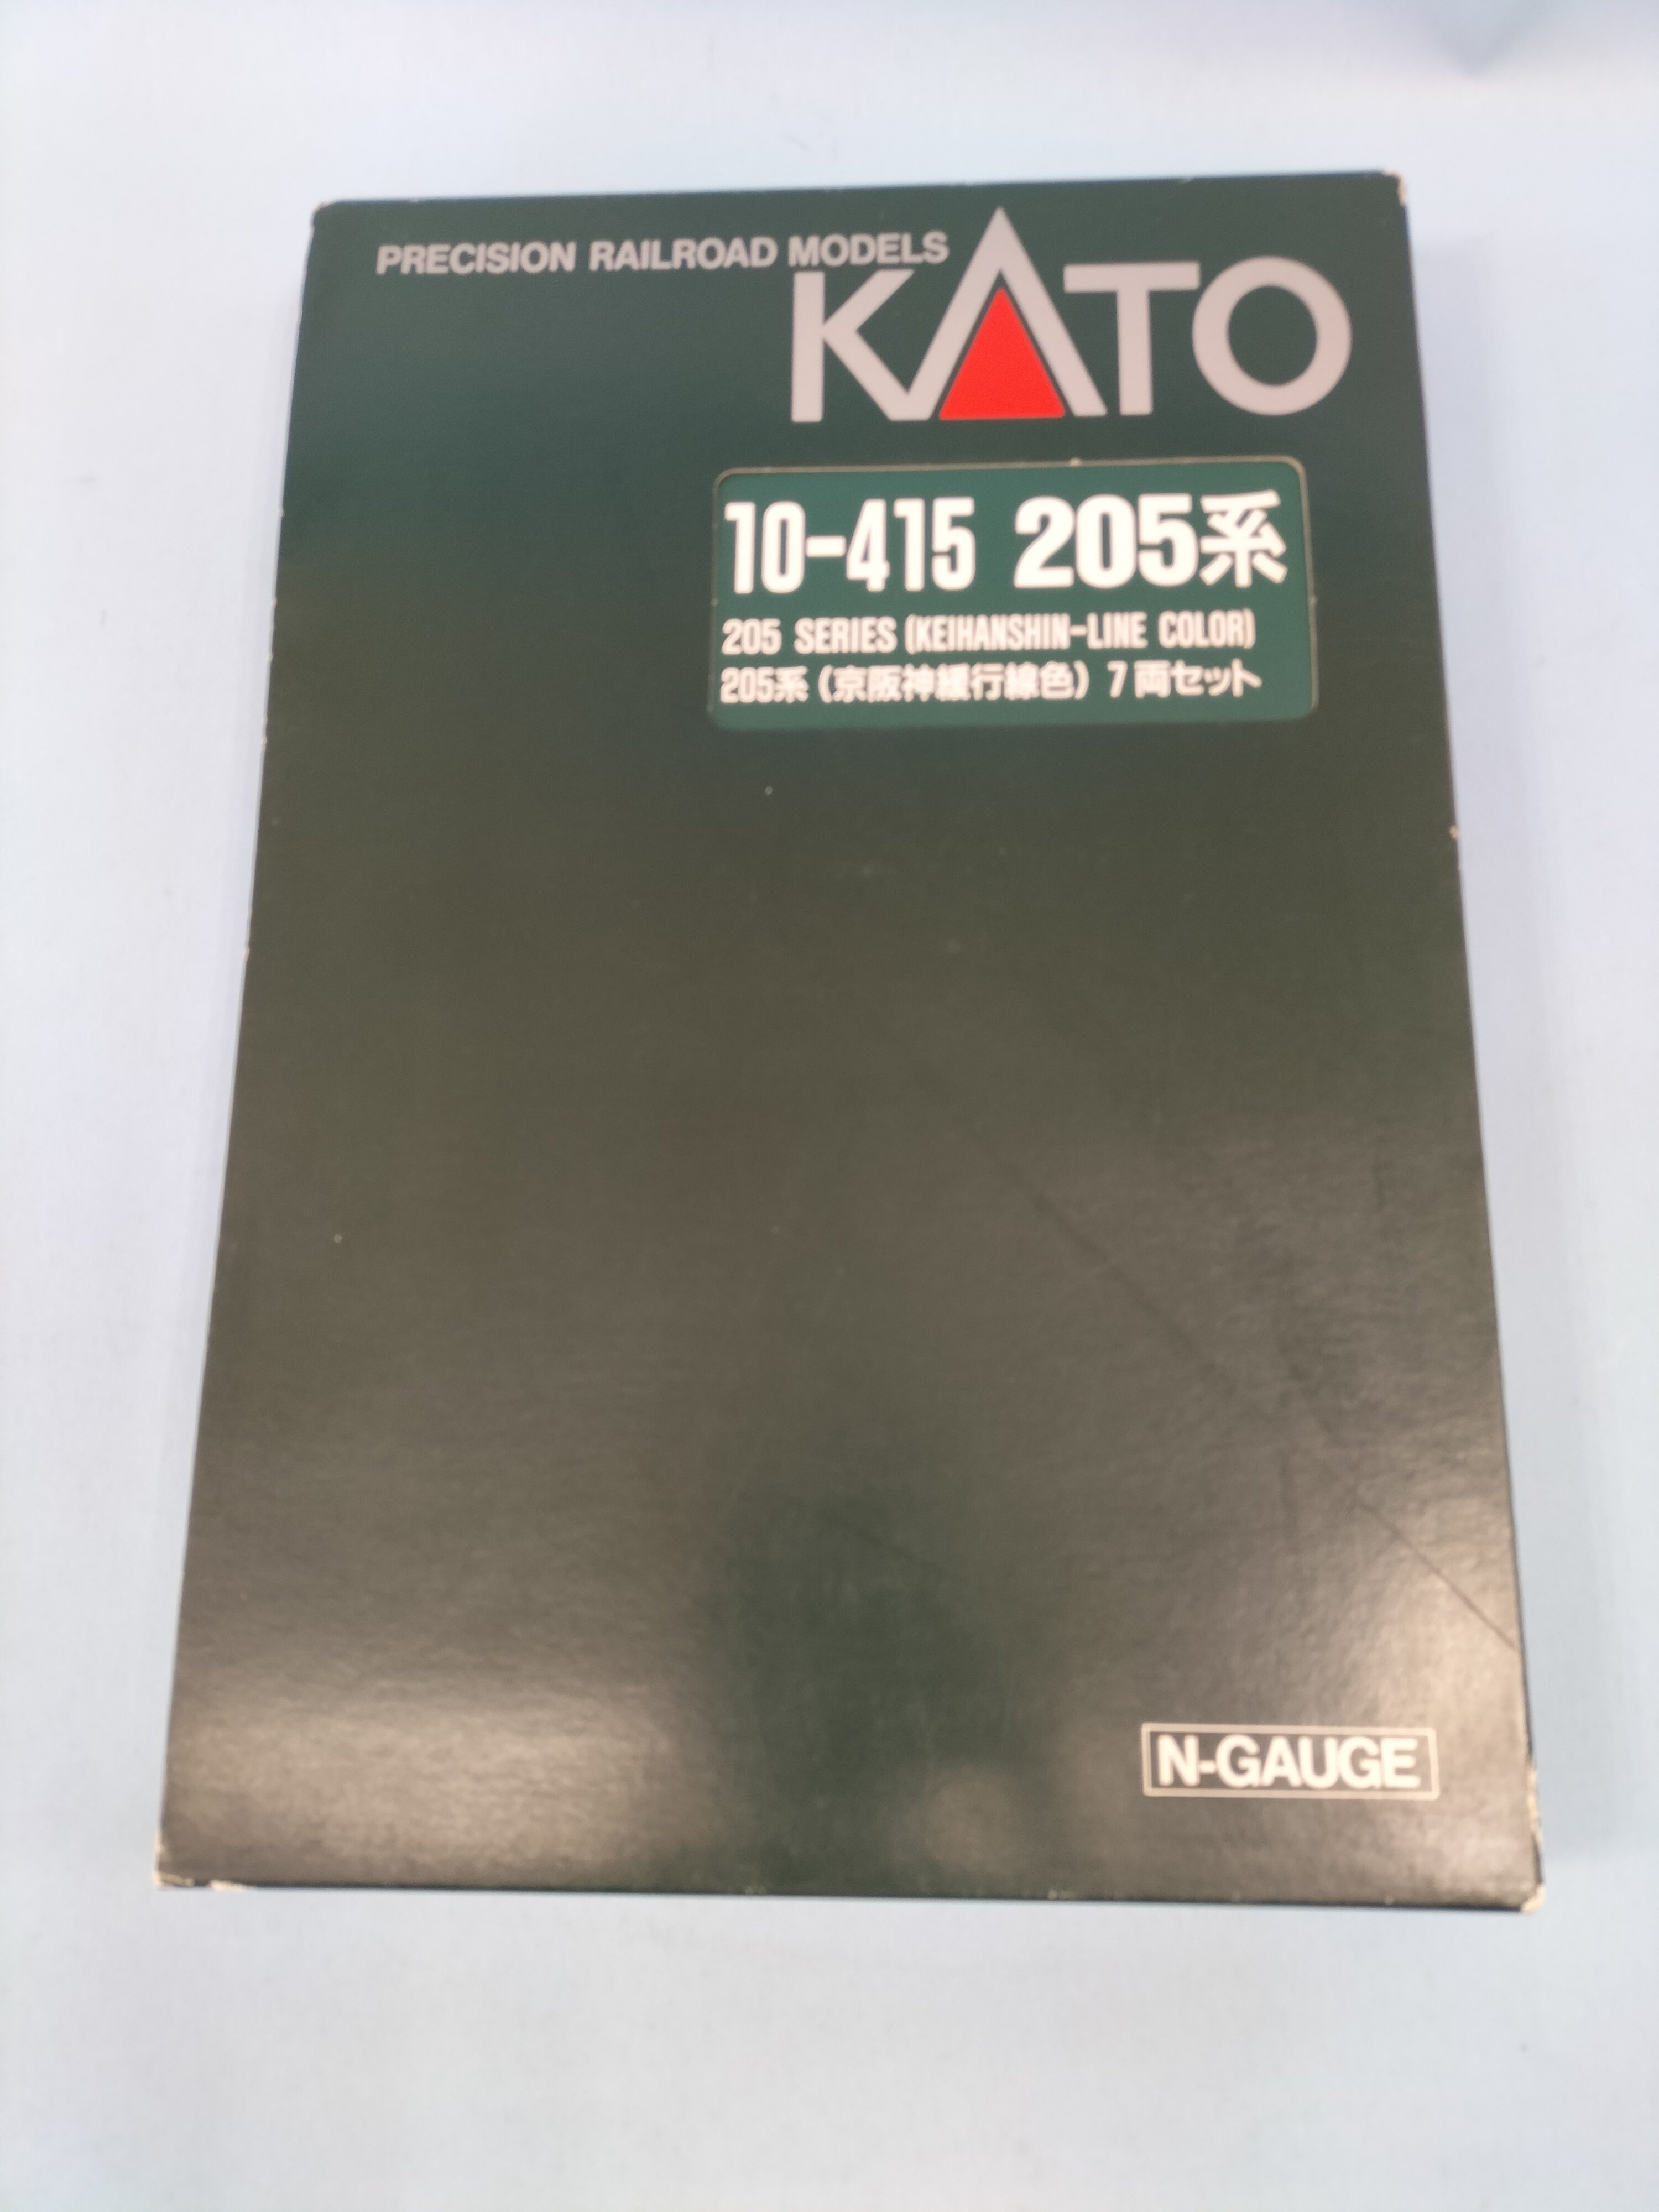 PRECISION RAILROAD MODELS
KATO
10-415 205系
205 SERIES (KEIHANSHIN-LINE COLOR)
205系（京阪神緩行線色）7両セット
N-GAUGE